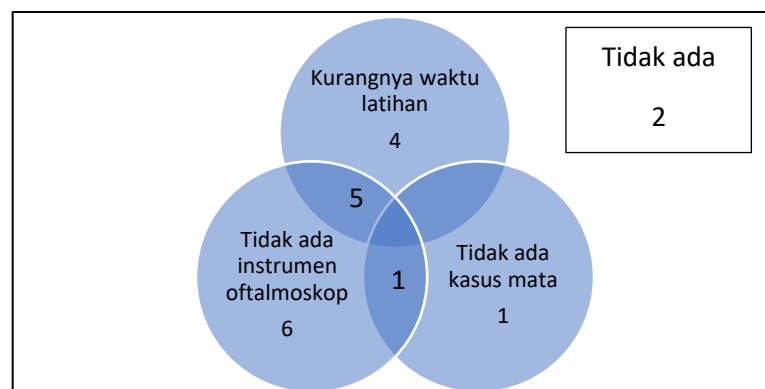 Kurangnya waktu
latihan
4
Tidak ada
2
5
Tidak ada
instrumen
oftalmoskop
6
1
Tidak ada
kasus mata
1